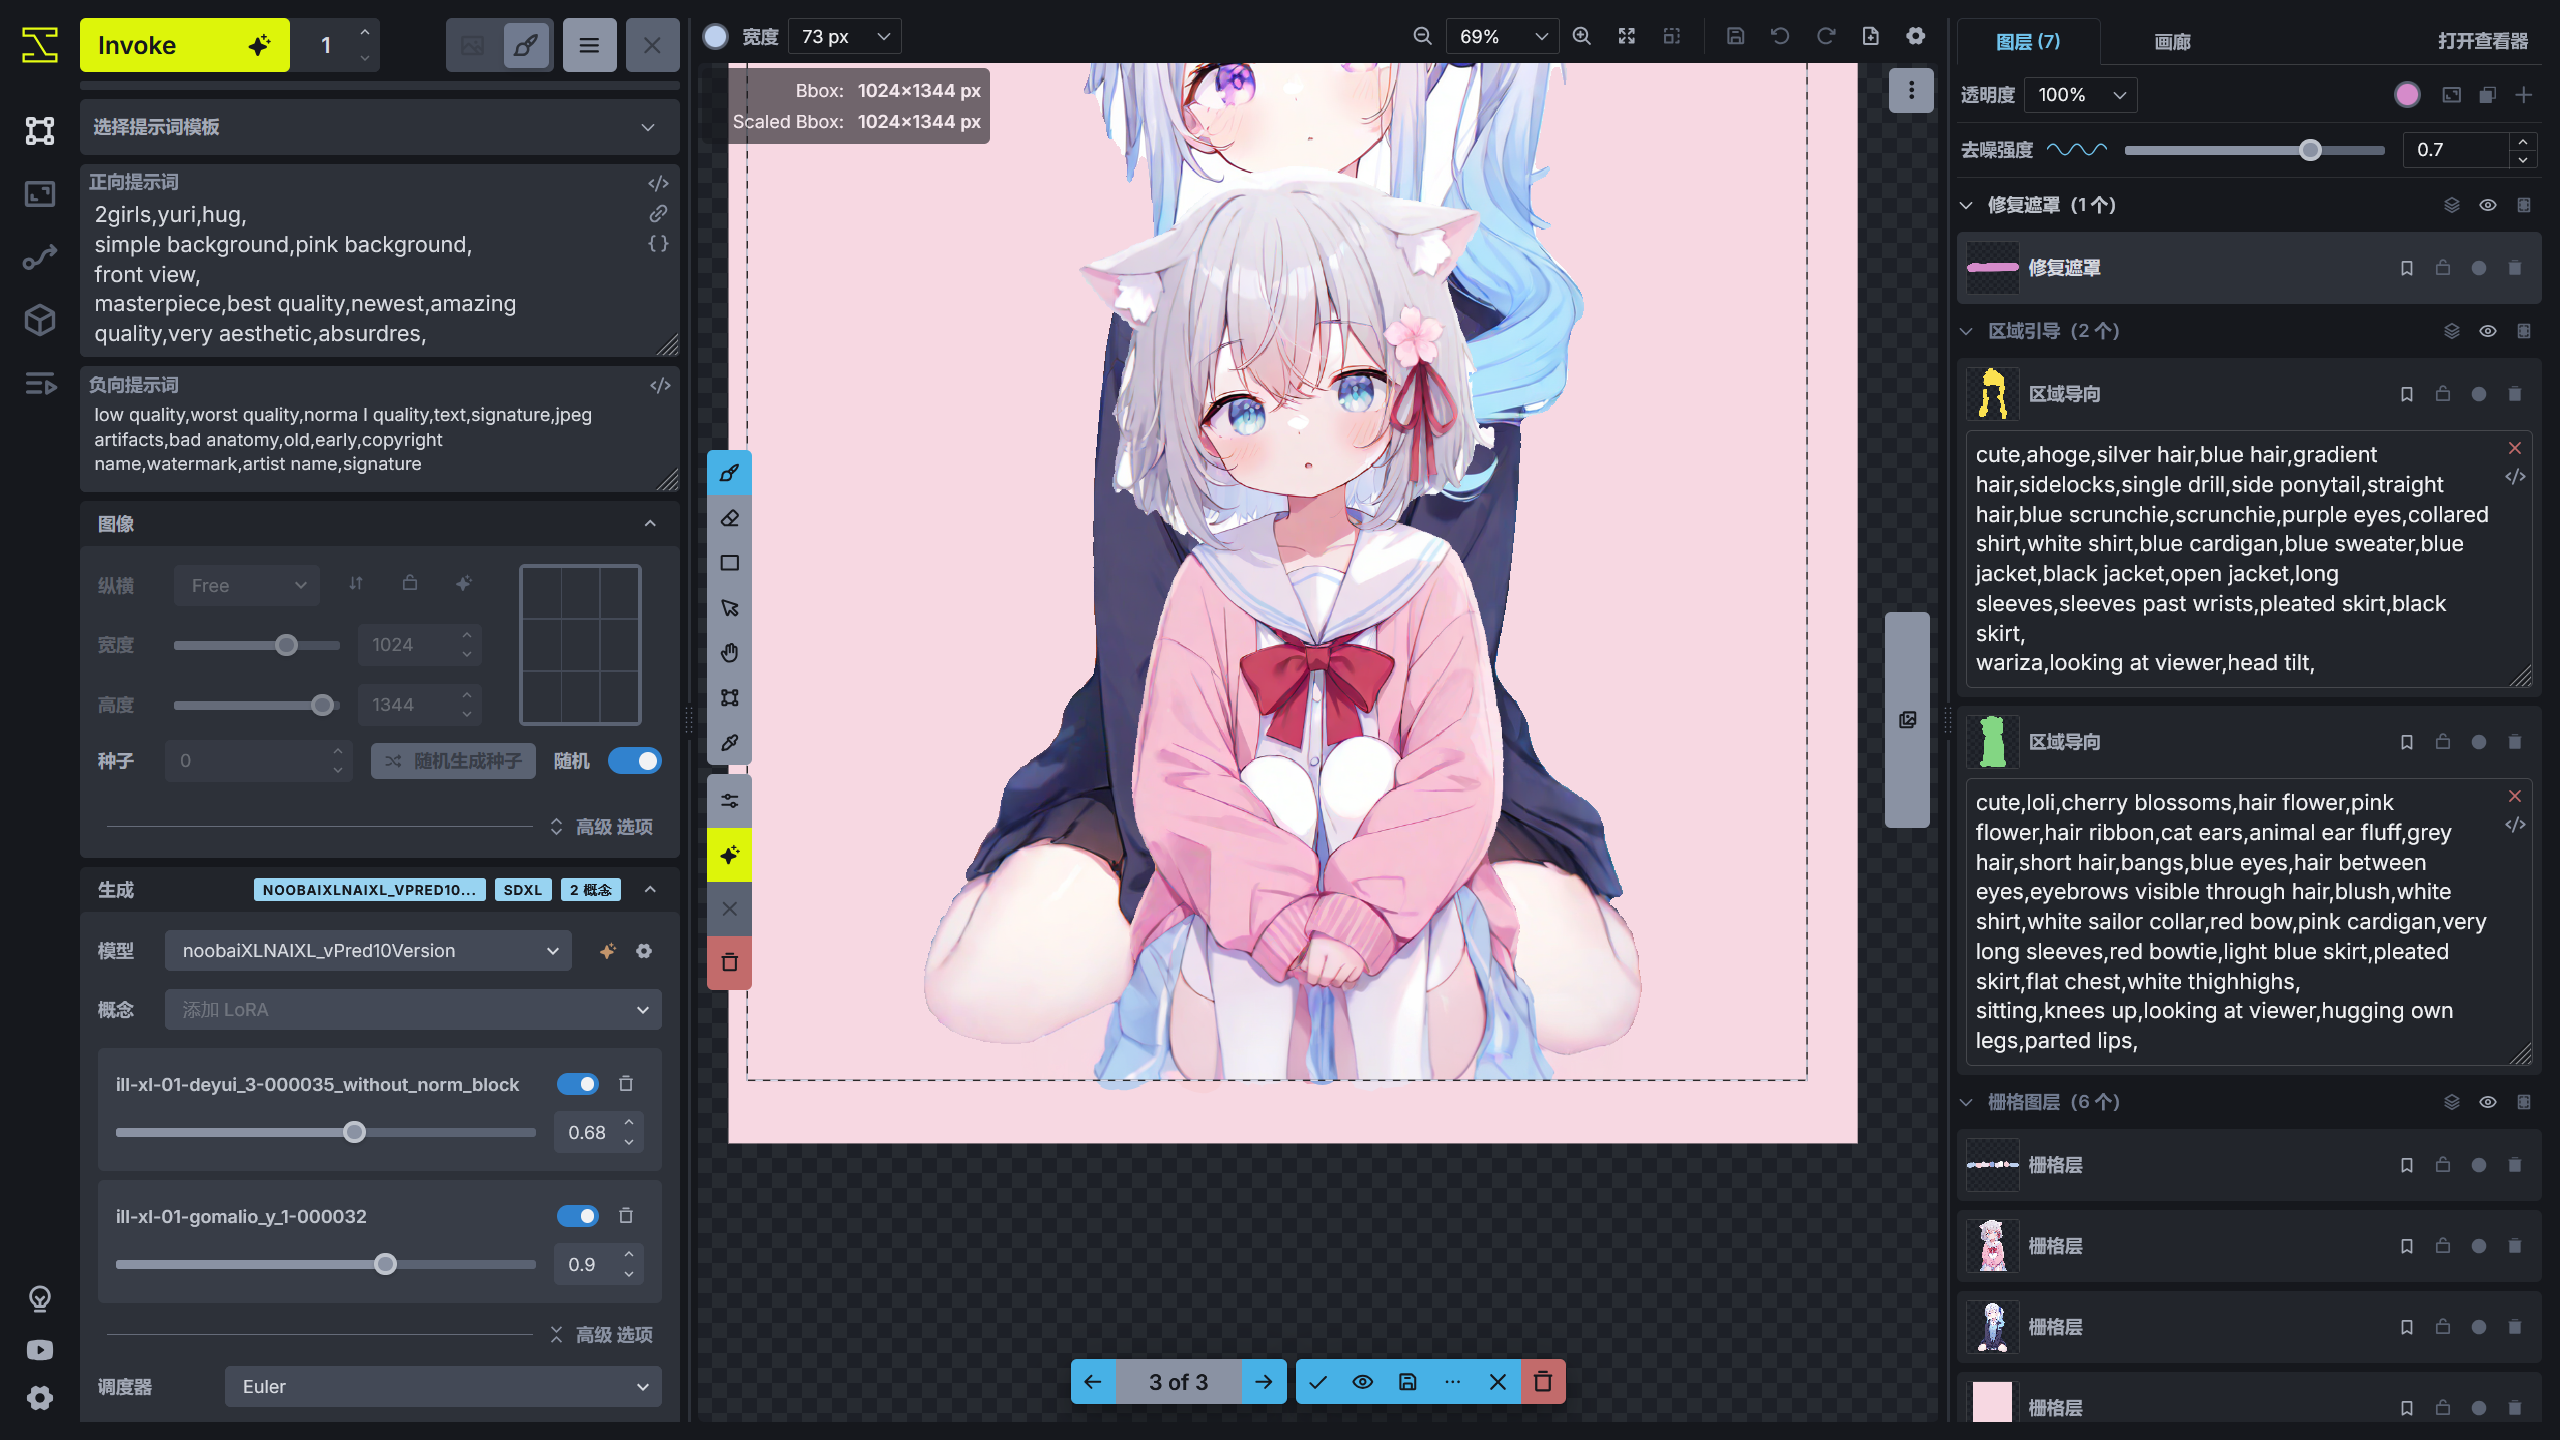 Invoke
1
选择提示词模板
正向提示词
2girls,yuri,hug,
simple background,pink background,
front view,
masterpiece,best quality,newest,amazing
quality,very aesthetic,absurdres,
负向提示词
low quality,worst quality,norma l quality,text,signature,jpeg
artifacts,bad anatomy,old,early,copyright
name,watermark,artist name,signature
图像
纵横
Free
宽度
1024
高度
1344
种子
0
随机生成种子
随机
高级 选项
生成
NOOBAIXLNAIXL_VPRED10...
SDXL
2 概念
模型
noobaiXLNAIXL_vPred10Version
概念
添加 LoRA
ill-xl-01-deyui_3-000035_without_norm_block
0.68
ill-xl-01-gomalio_y_1-000032
0.9
高级 选项
调度器
Euler
宽度
73 px
69%
Bbox: 1024×1344 px
Scaled Bbox: 1024×1344 px
3 of 3
图层 (7)
画廊
打开查看器
透明度
100%
去噪强度
0.7
修复遮罩 (1 个)
修复遮罩
区域引导 (2 个)
区域导向
cute,ahoge,silver hair,blue hair,gradient
hair,sidelocks,single drill,side ponytail,straight
hair,blue scrunchie,scrunchie,purple eyes,collared
shirt,white shirt,blue cardigan,blue sweater,blue
jacket,black jacket,open jacket,long
sleeves,sleeves past wrists,pleated skirt,black
skirt,
wariza,looking at viewer,head tilt,
区域导向
cute,loli,cherry blossoms,hair flower,pink
flower,hair ribbon,cat ears,animal ear fluff,grey
hair,short hair,bangs,blue eyes,hair between
eyes,eyebrows visible through hair,blush,white
shirt,white sailor collar,red bow,pink cardigan,very
long sleeves,red bowtie,light blue skirt,pleated
skirt,flat chest,white thighhighs,
sitting,knees up,looking at viewer,hugging own
legs,parted lips,
栅格图层 (6 个)
栅格层
栅格层
栅格层
栅格层